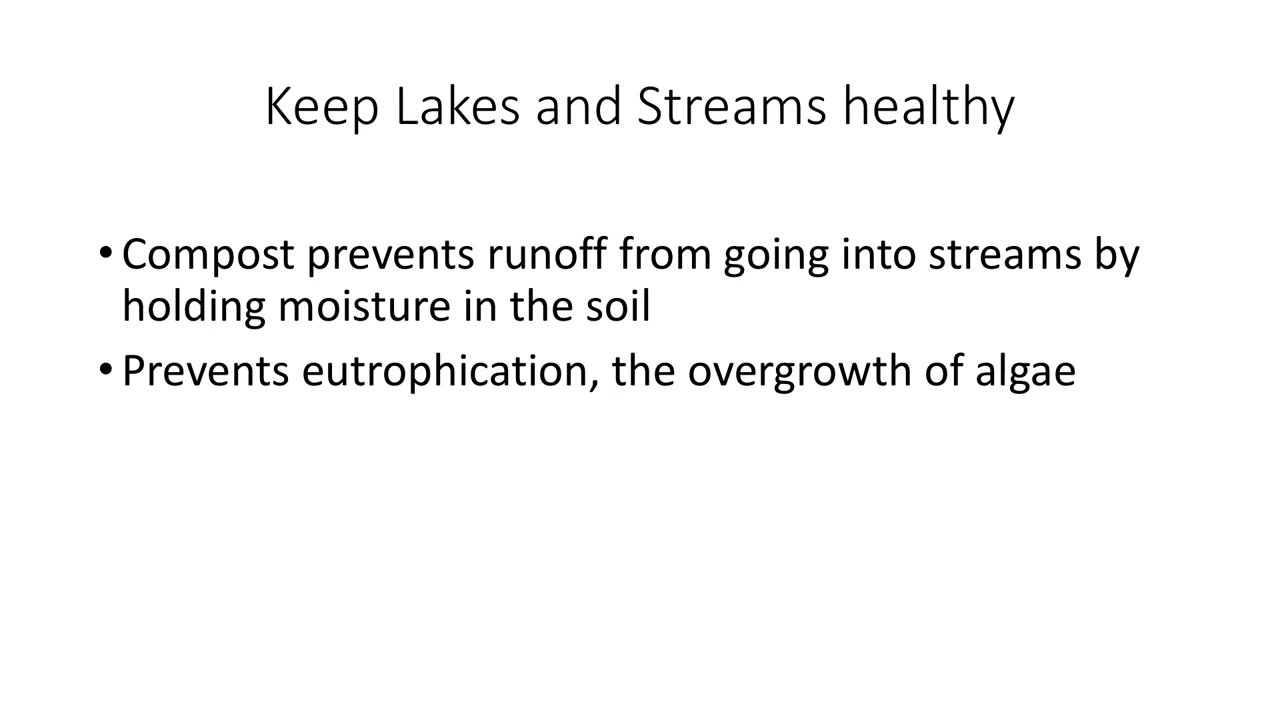 Keep Lakes and Streams healthy
• Compost prevents runoff from going into streams by
holding moisture in the soil
• Prevents eutrophication, the overgrowth of algae